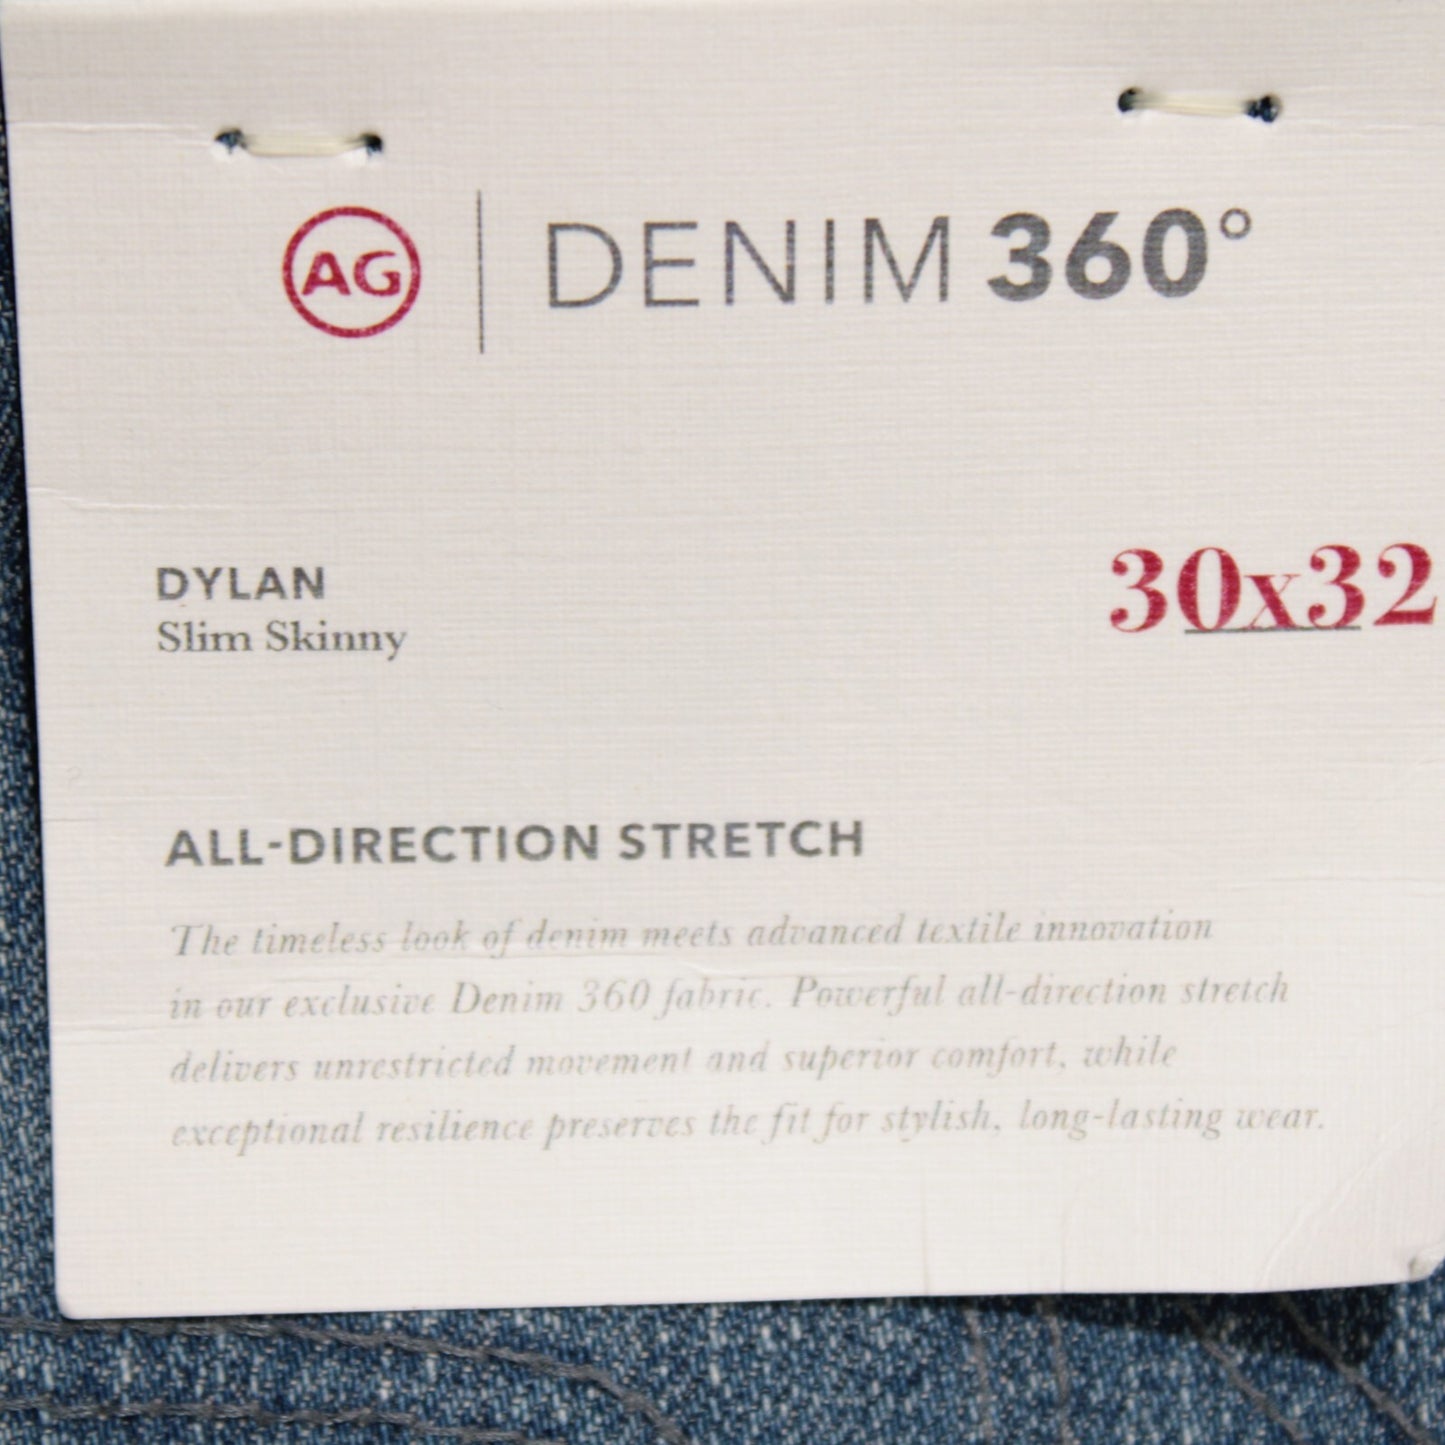 AG DENIM 360°
DYLAN
Slim Skinny
30x32
ALL-DIRECTION STRETCH
The timeless look of denim meets advanced textile innovation
in our exclusive Denim 360 fabric. Powerful all-direction stretch
delivers unrestricted movement and superior comfort, while
exceptional resilience preserves the fit for stylish, long-lasting wear.